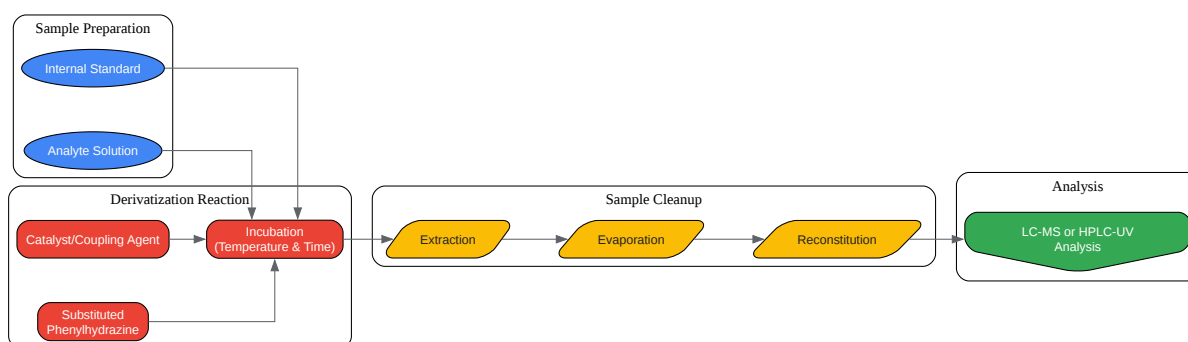 Sample Preparation
Internal Standard
Analyte Solution
Derivatization Reaction
Catalyst/Coupling Agent
Incubation
(Temperature & Time)
Substituted
Phenylhydrazine
Sample Cleanup
Extraction
Evaporation
Reconstitution
Analysis
LC-MS or HPLC-UV
Analysis